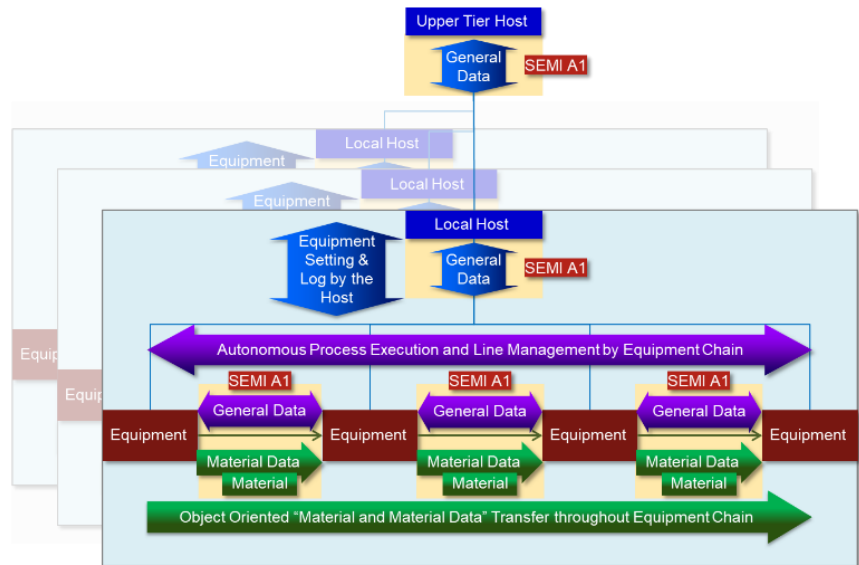 Upper Tier Host
General
Data
SEMI A1
Local Host
Equipment
Local Host
Equipment
Local Host
Equipment
Setting &
Log by the
Host
General
Data
SEMI A1
Equip
Autonomous Process Execution and Line Management by Equipment Chain
Equip
SEMI A1
SEMI A1
SEMI A1
General Data
General Data
General Data
Equipment
Equipment
Equipment
Equipment
Material Data
Material Data
Material Data
Material
Material
Material
Object Oriented “Material and Material Data” Transfer throughout Equipment Chain